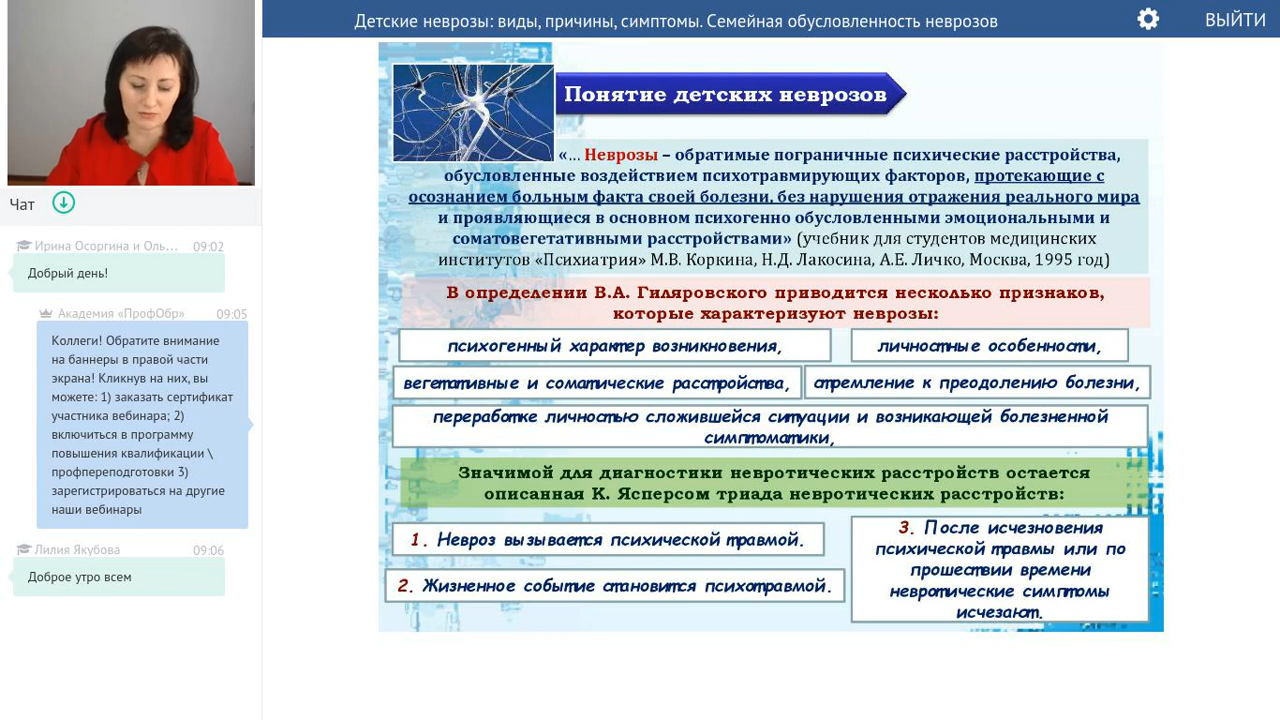 Детские неврозы: виды, причины, симптомы. Семейная обусловленность неврозов
ВЫЙТИ
Чат
Ирина Осоргина и Оль...
09:02
Добрый день!
Академия «ПрофОбр»
09:05
Коллеги! Обратите внимание
на баннеры в правой части
экрана! Кликнув на них, вы
можете: 1) заказать сертификат
участника вебинара; 2)
включиться в программу
повышения квалификации \
профпереподготовки 3)
зарегистрироваться на другие
наши вебинары
Лилия Якубова
09:06
Доброе утро всем
Понятие детских неврозов
«... Неврозы – обратимые пограничные психические расстройства,
обусловленные воздействием психотравмирующих факторов, протекающие с
осознанием больным факта своей болезни, без нарушения отражения реального мира
и проявляющиеся в основном психогенно обусловленными эмоциональными и
соматовегетативными расстройствами» (учебник для студентов медицинских
институтов «Психиатрия» М.В. Коркина, Н.Д. Лакосина, А.Е. Личко, Москва, 1995 год)
В определении В.А. Гиляровского приводится несколько признаков,
которые характеризуют неврозы:
психогенный характер возникновения,
личностные особенности,
вегетативные и соматические расстройства,
стремление к преодолению болезни,
переработке личностью сложившейся ситуации и возникающей болезненной
симптоматики,
Значимой для диагностики невротических расстройств остается
описанная К. Ясперсом триада невротических расстройств:
1. Невроз вызывается психической травмой.
2. Жизненное событие становится психотравмой.
3. После исчезновения
психической травмы или по
прошествии времени
невротические симптомы
исчезают.